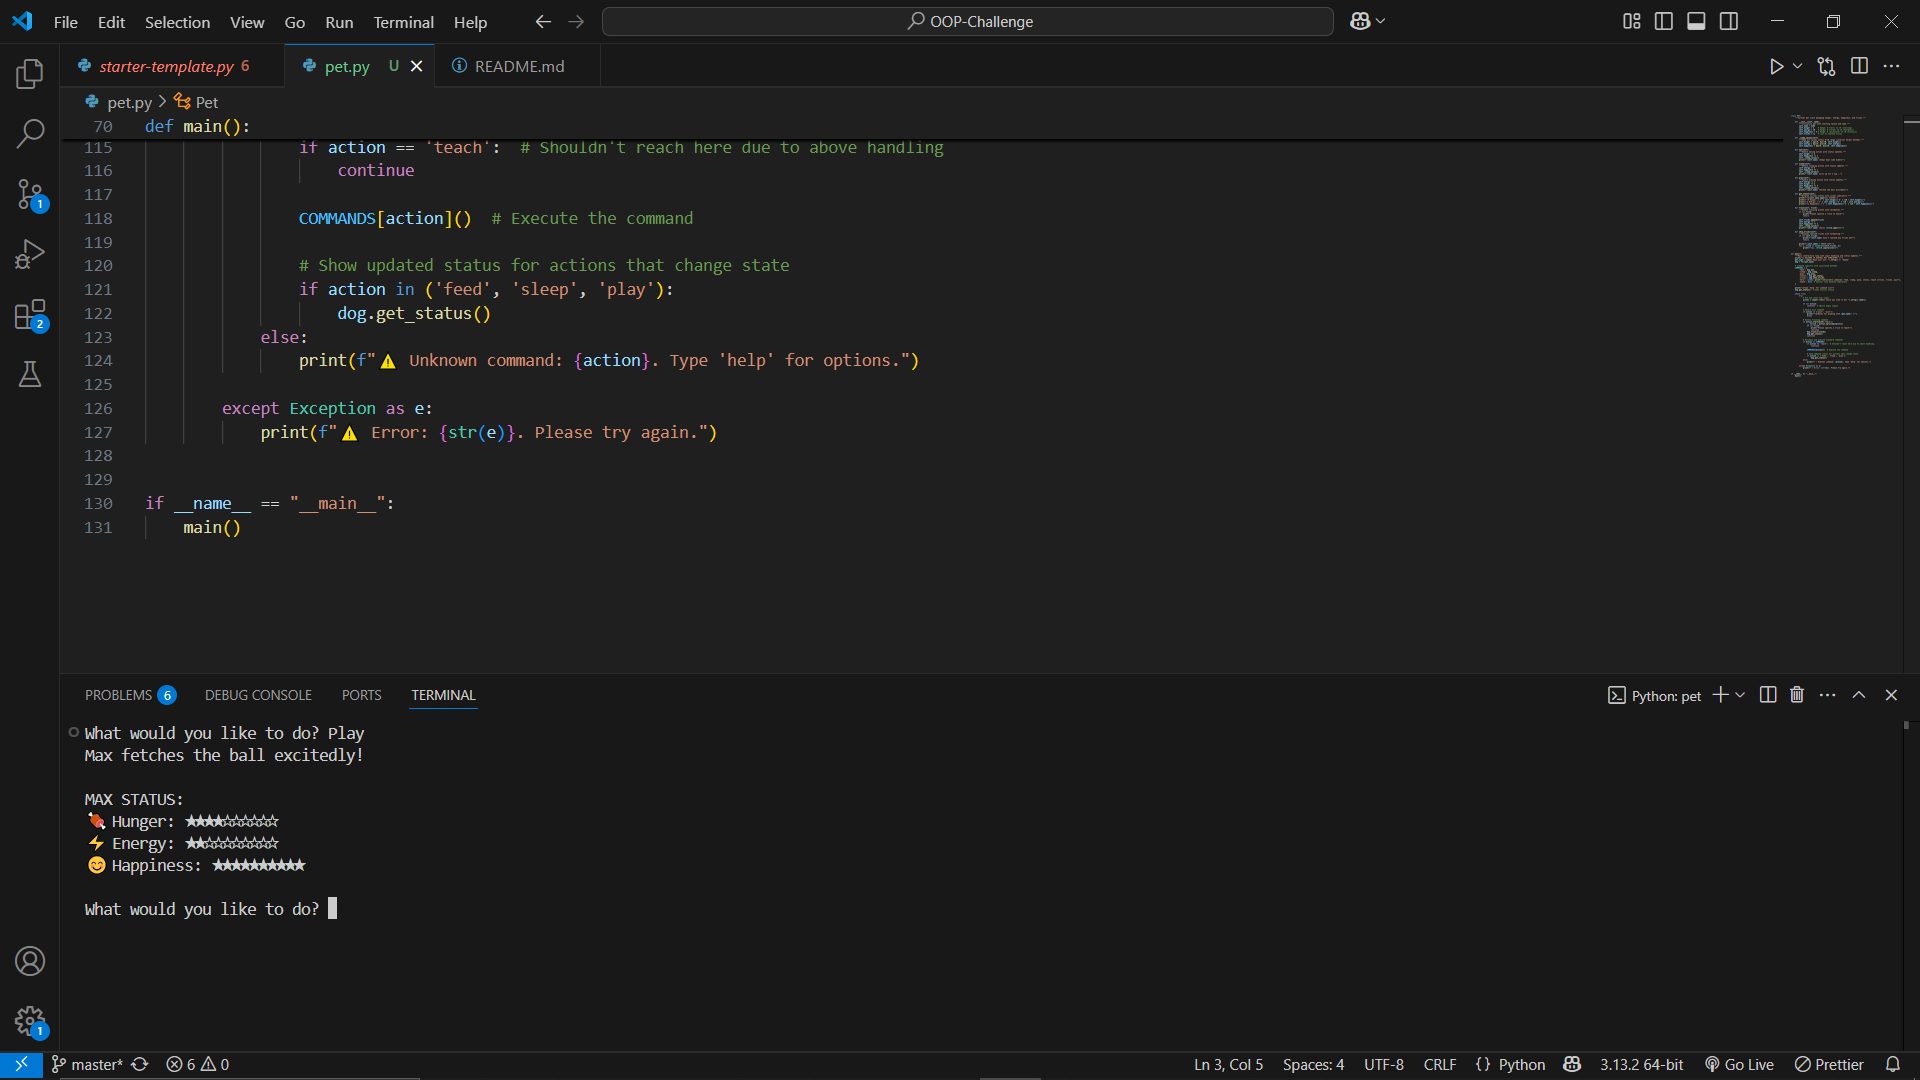 File Edit Selection View Go Run Terminal Help
OOP-Challenge
starter-template.py 6
pet.py U
README.md
pet.py > Pet
70 def main():
115 if action == 'teach': # Shouldn't reach here due to above handling
116 continue
117
118 COMMANDS[action]() # Execute the command
119
120 # Show updated status for actions that change state
121 if action in ('feed', 'sleep', 'play'):
122 dog.get_status()
123 else:
124 print(f"⚠ Unknown command: {action}. Type 'help' for options.")
125
126 except Exception as e:
127 print(f"⚠ Error: {str(e)}. Please try again.")
128
129
130 if __name__ == "__main__":
131 main()
PROBLEMS 6 DEBUG CONSOLE PORTS TERMINAL
Python: pet
What would you like to do? Play
Max fetches the ball excitedly!
MAX STATUS:
🍖 Hunger: ★★★★☆☆☆☆☆☆
⚡ Energy: ★★☆☆☆☆☆☆☆☆
😊 Happiness: ★★★★★★★★★★
What would you like to do?
1
2
1
master* 6 0
Ln 3, Col 5 Spaces: 4 UTF-8 CRLF {} Python 3.13.2 64-bit Go Live Prettier